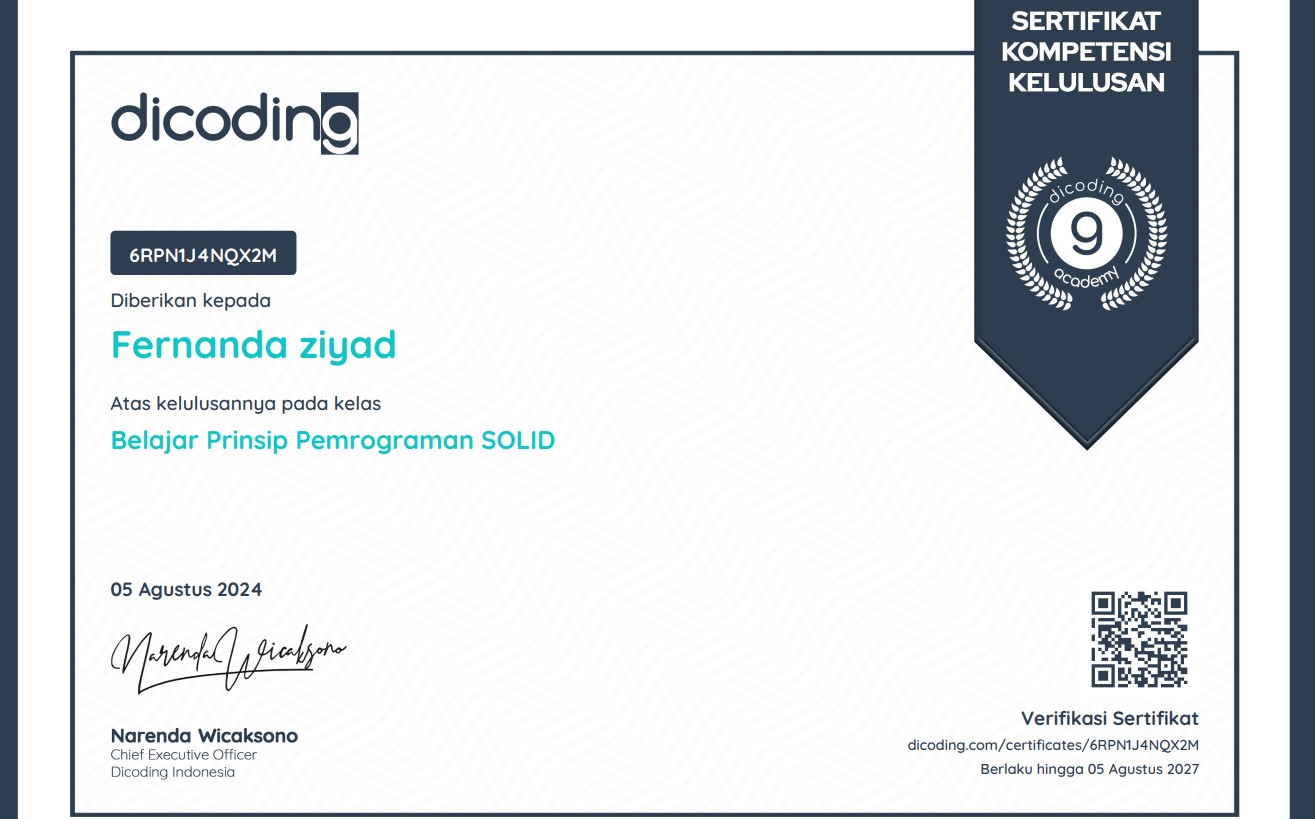 SERTIFIKAT
KOMPETENSI
KELULUSAN
dicoding
dicoding
g
academy
6RPN1J4NQX2M
Diberikan kepada
Fernanda ziyad
Atas kelulusannya pada kelas
Belajar Prinsip Pemrograman SOLID
05 Agustus 2024
Narenda Wicaksono
Narenda Wicaksono
Chief Executive Officer
Dicoding Indonesia
Verifikasi Sertifikat
dicoding.com/certificates/6RPN1J4NQX2M
Berlaku hingga 05 Agustus 2027